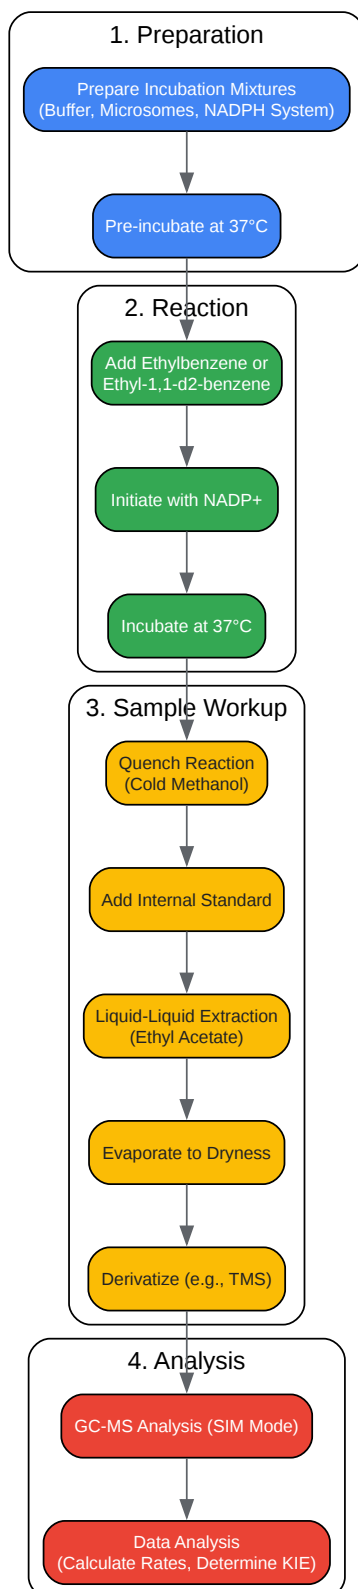 1. Preparation
Prepare Incubation Mixtures
(Buffer, Microsomes, NADPH System)
Pre-incubate at 37°C
2. Reaction
Add Ethylbenzene or
Ethyl-1,1-d2-benzene
Initiate with NADP+
Incubate at 37°C
3. Sample Workup
Quench Reaction
(Cold Methanol)
Add Internal Standard
Liquid-Liquid Extraction
(Ethyl Acetate)
Evaporate to Dryness
Derivatize (e.g., TMS)
4. Analysis
GC-MS Analysis (SIM Mode)
Data Analysis
(Calculate Rates, Determine KIE)